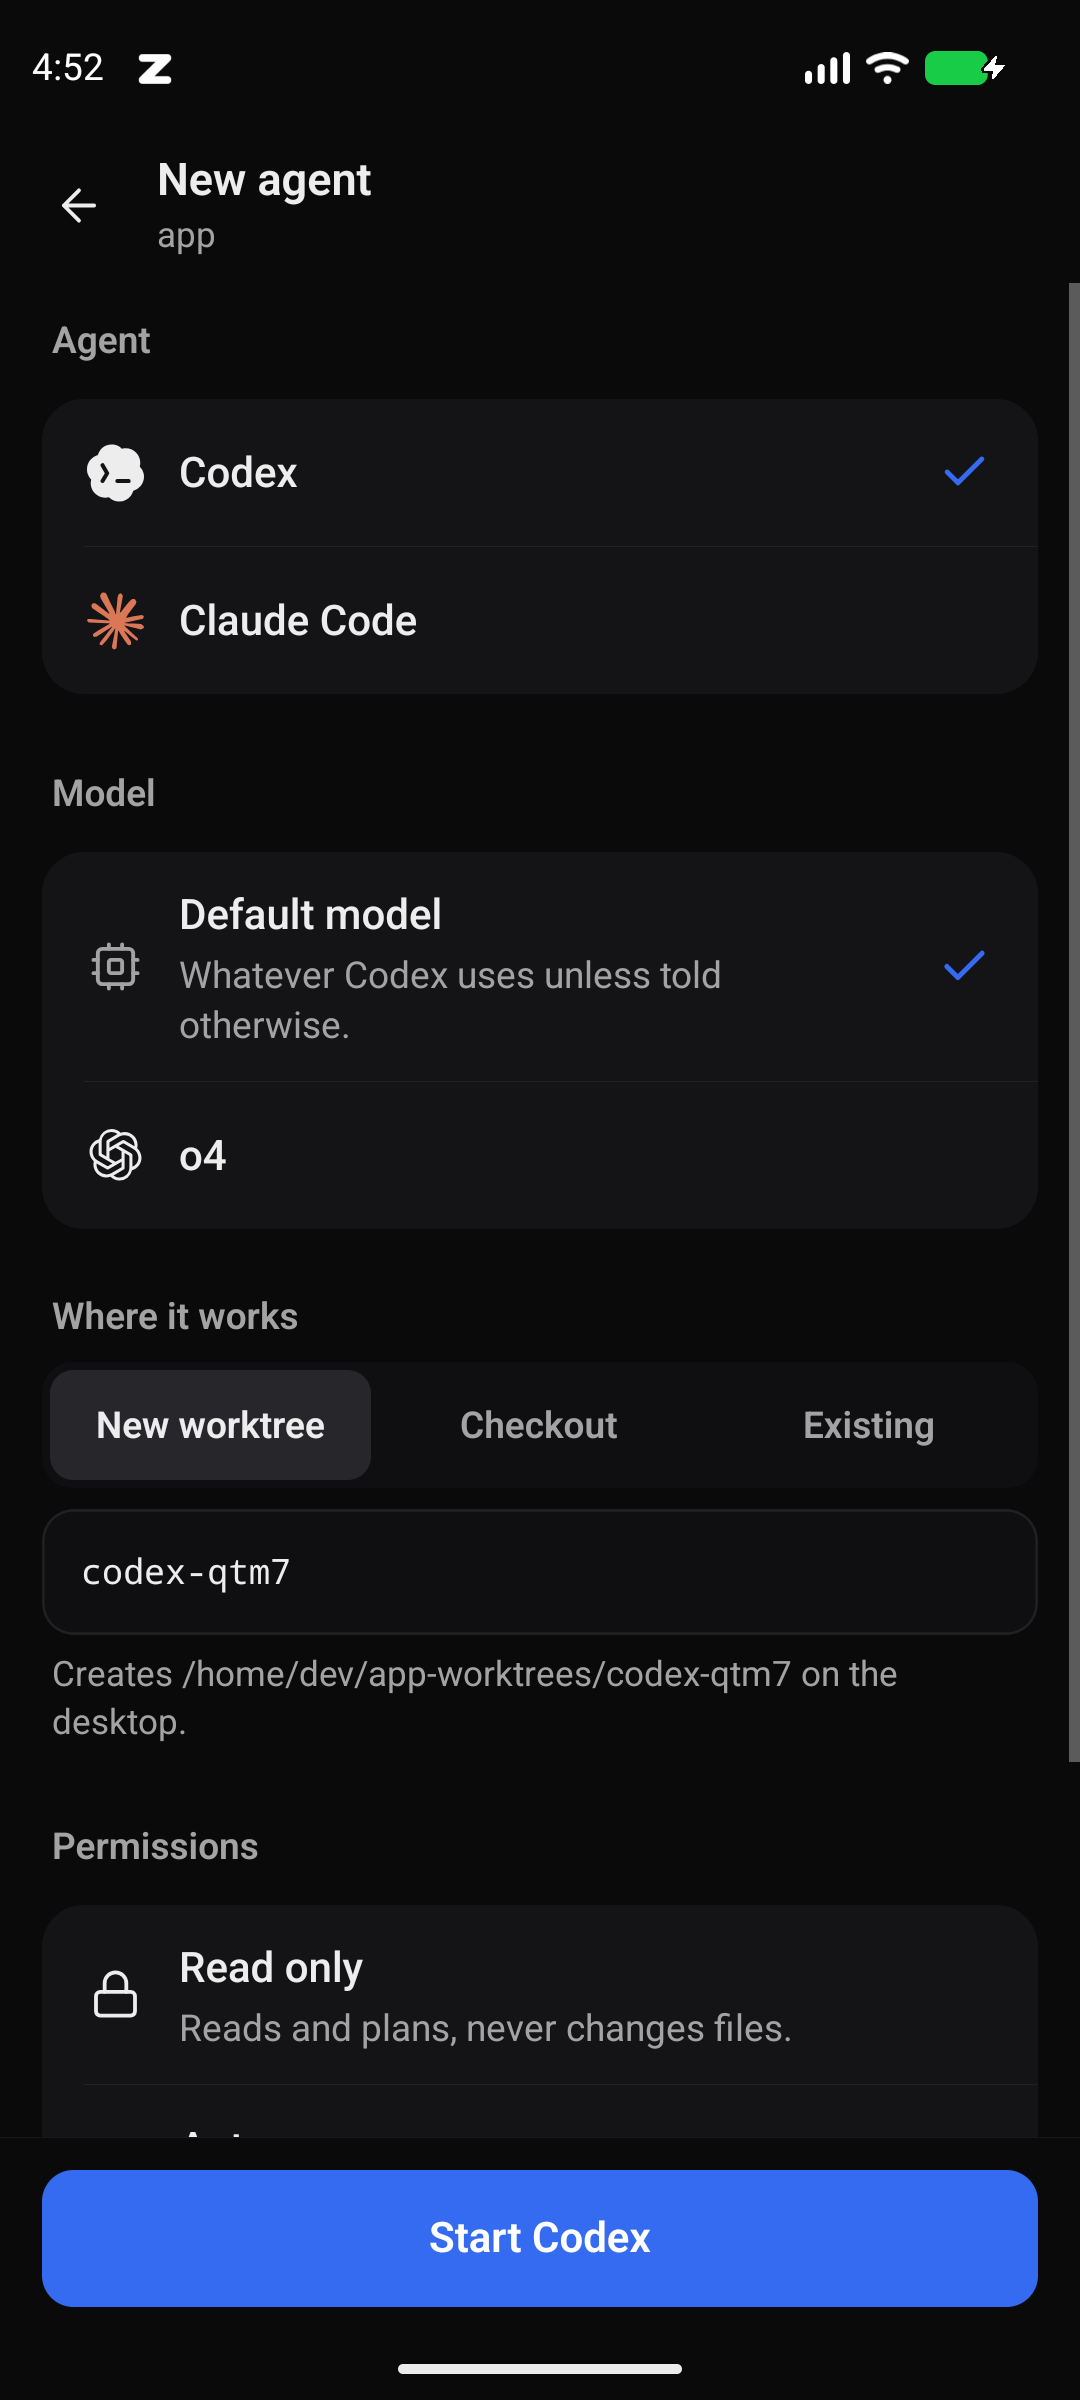 4:52
New agent
app
Agent
Codex
Claude Code
Model
Default model
Whatever Codex uses unless told
otherwise.
o4
Where it works
New worktree
Checkout
Existing
codex-qtm7
Creates /home/dev/app-worktrees/codex-qtm7 on the
desktop.
Permissions
Read only
Reads and plans, never changes files.
Start Codex